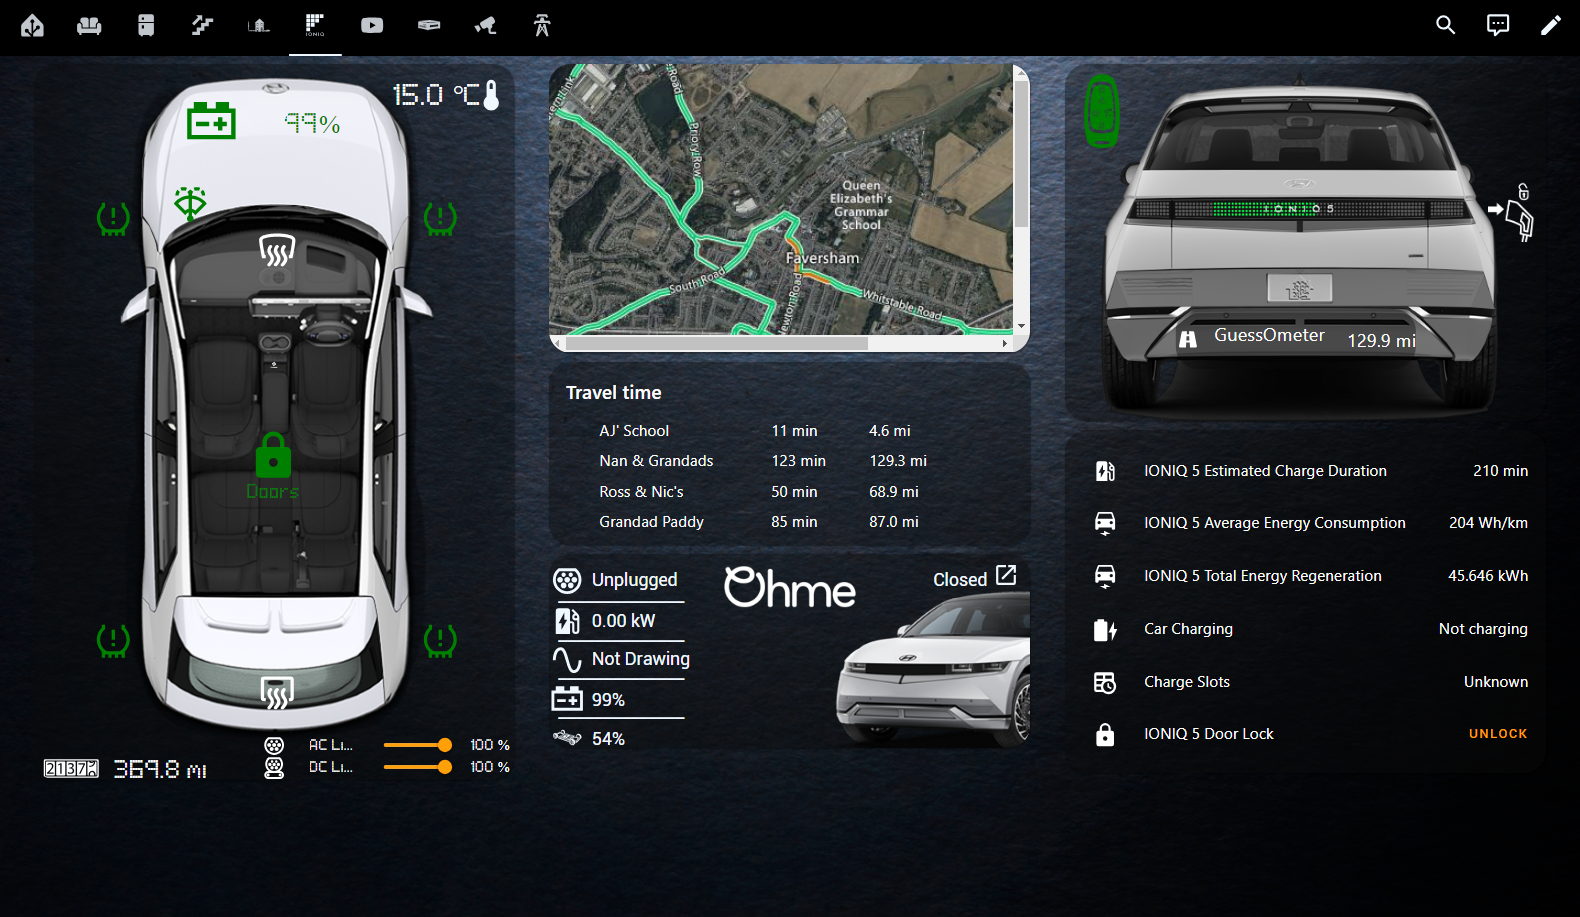 IONIQ
15.0 °C
99%
Doors
2137
369.8 mi
AC Li...
100 %
DC Li...
100 %
Road
Priory Row
Queen
Elizabeth's
Grammar
School
Faversham
South Road
Newton Road
Whitstable Road
Travel time
AJ' School 11 min 4.6 mi
Nan & Grandads 123 min 129.3 mi
Ross & Nic's 50 min 68.9 mi
Grandad Paddy 85 min 87.0 mi
Unplugged
Ohme
Closed
0.00 kW
Not Drawing
99%
54%
IONIQ 5
GuessOmeter
129.9 mi
IONIQ 5 Estimated Charge Duration 210 min
IONIQ 5 Average Energy Consumption 204 Wh/km
IONIQ 5 Total Energy Regeneration 45.646 kWh
Car Charging Not charging
Charge Slots Unknown
IONIQ 5 Door Lock UNLOCK